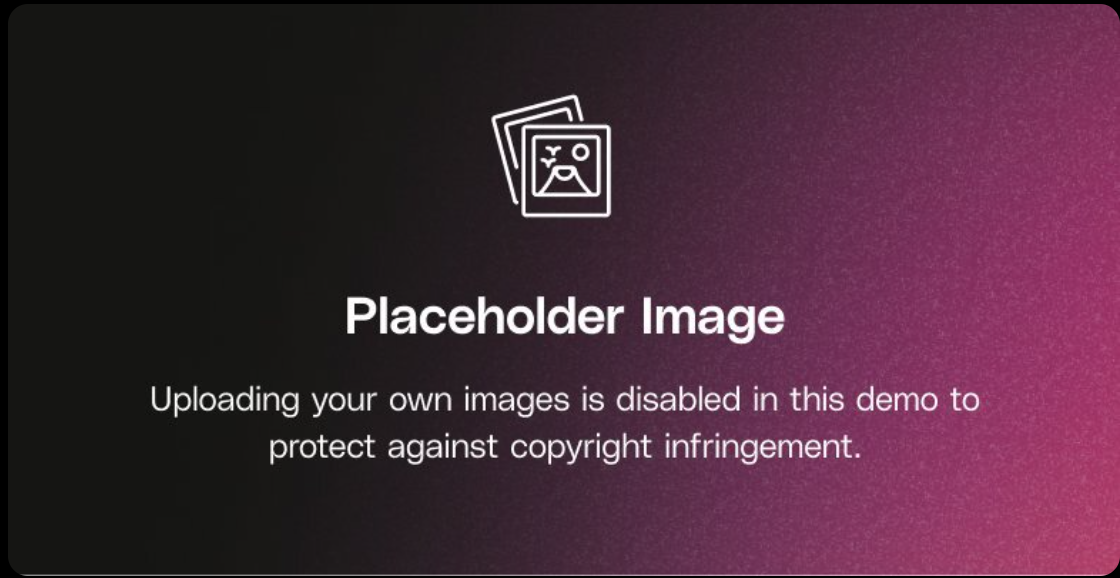 Placeholder Image
Uploading your own images is disabled in this demo to
protect against copyright infringement.